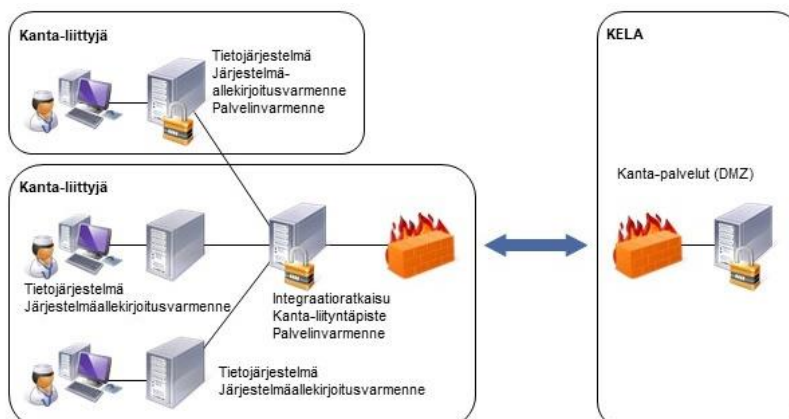 Kanta-liittyjä
Tietojärjestelmä
Järjestelmä-
allekirjoitusvarmenne
Palvelinvarmenne
Kanta-liittyjä
Tietojärjestelmä
Järjestelmäallekirjoitusvarmenne
Integraatioratkaisu
Kanta-liityntäpiste
Palvelinvarmenne
Tietojärjestelmä
Järjestelmäallekirjoitusvarmenne
KELA
Kanta-palvelut (DMZ)